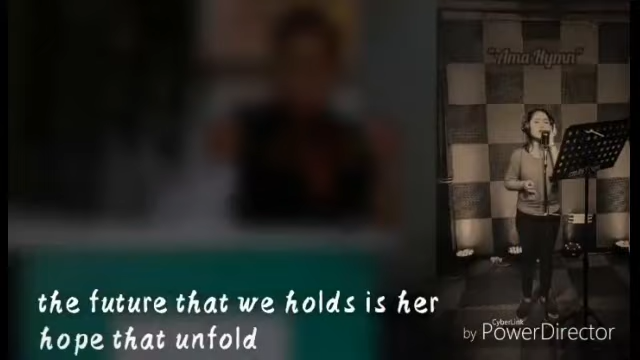 "Ama Hymn"
the future that we holds is her
hope that unfold
CyberLink
by PowerDirector